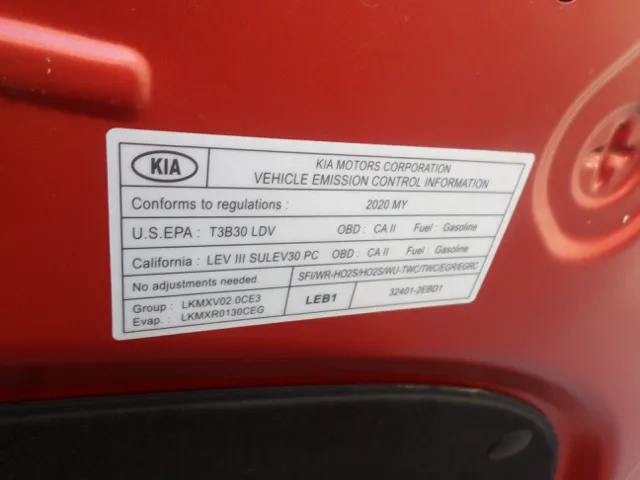 KIA
KIA MOTORS CORPORATION
VEHICLE EMISSION CONTROL INFORMATION
Conforms to regulations : 2020 MY
U.S.EPA : T3B30 LDV OBD : CA II Fuel : Gasoline
California : LEV III SULEV30 PC OBD : CA II Fuel : Gasoline
No adjustments needed. SFI/WR-HO2S/HO2S/WU-TWC/TWC/EGR/EGRC
Group : LKMXV02.0CE3
Evap. : LKMXR0130CEG
LEB1
32401-2EBD1